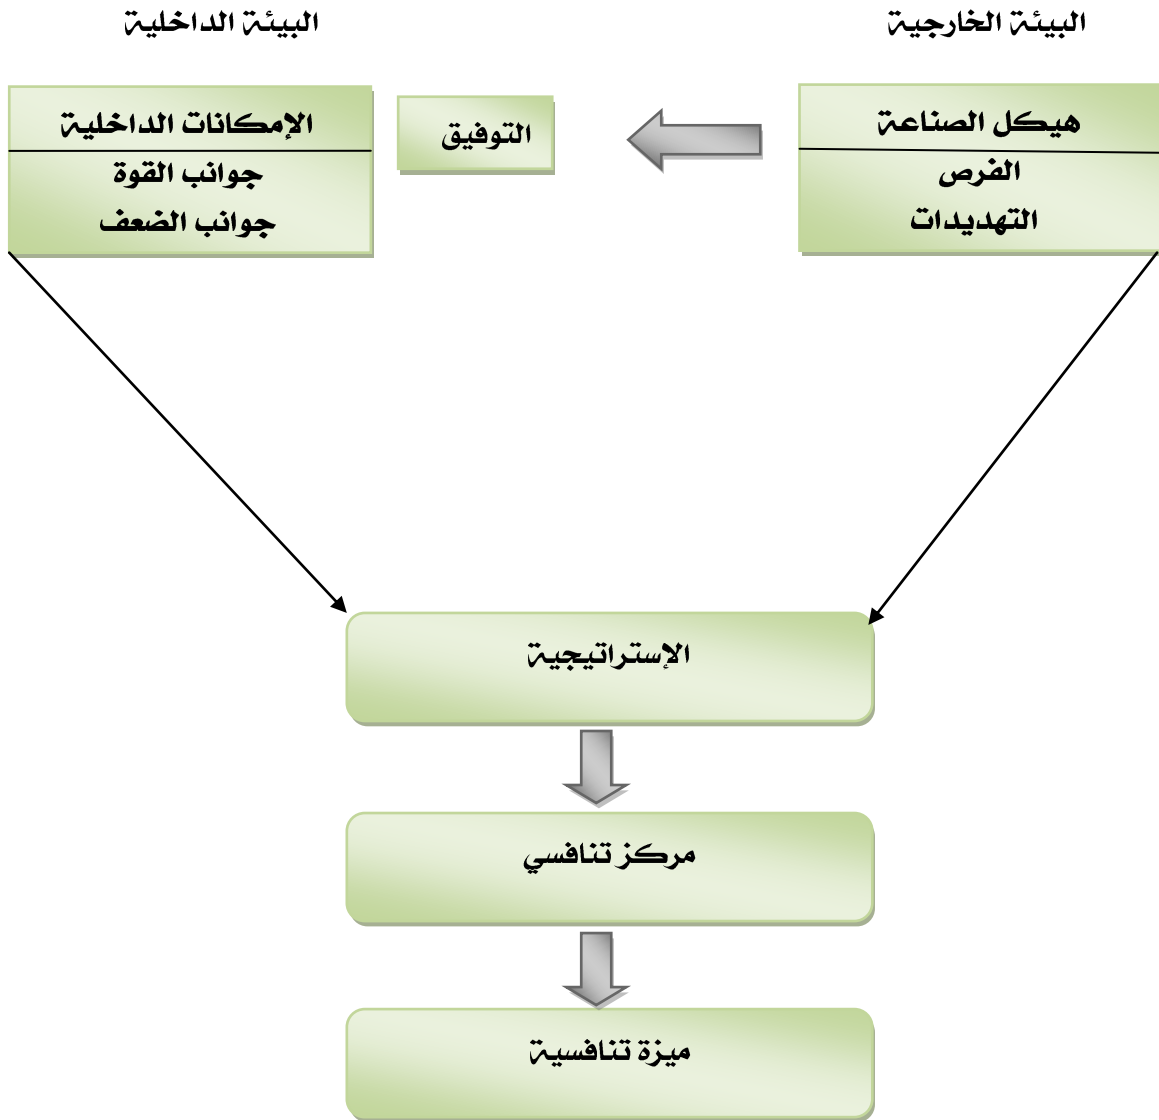 البيئة الخارجية
البيئة الداخلية
هيكل الصناعة
الفرص
التهديدات
التوفيق
الإمكانات الداخلية
جوانب القوة
جوانب الضعف
الإستراتيجية
مركز تنافسي
ميزة تنافسية